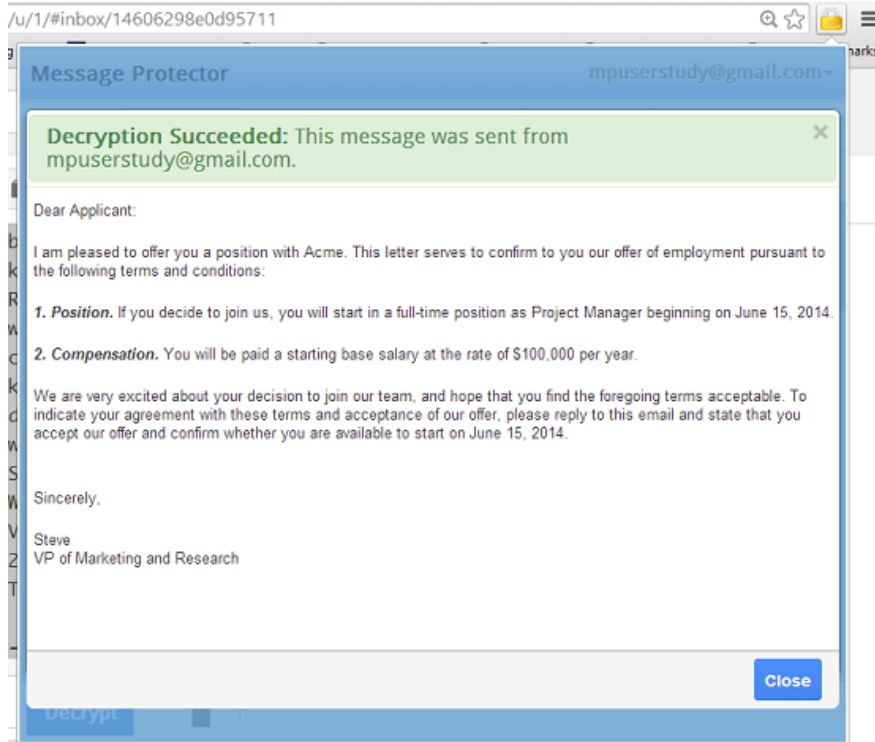 /u/1/#inbox/14606298e0d95711
Message Protector mpuserstudy@gmail.com
Decryption Succeeded: This message was sent from
mpuserstudy@gmail.com.
Dear Applicant:
I am pleased to offer you a position with Acme. This letter serves to confirm to you our offer of employment pursuant to
the following terms and conditions:
1. Position. If you decide to join us, you will start in a full-time position as Project Manager beginning on June 15, 2014.
2. Compensation. You will be paid a starting base salary at the rate of $100,000 per year.
We are very excited about your decision to join our team, and hope that you find the foregoing terms acceptable. To
indicate your agreement with these terms and acceptance of our offer, please reply to this email and state that you
accept our offer and confirm whether you are available to start on June 15, 2014.
Sincerely,
Steve
VP of Marketing and Research
Close
Decrypt